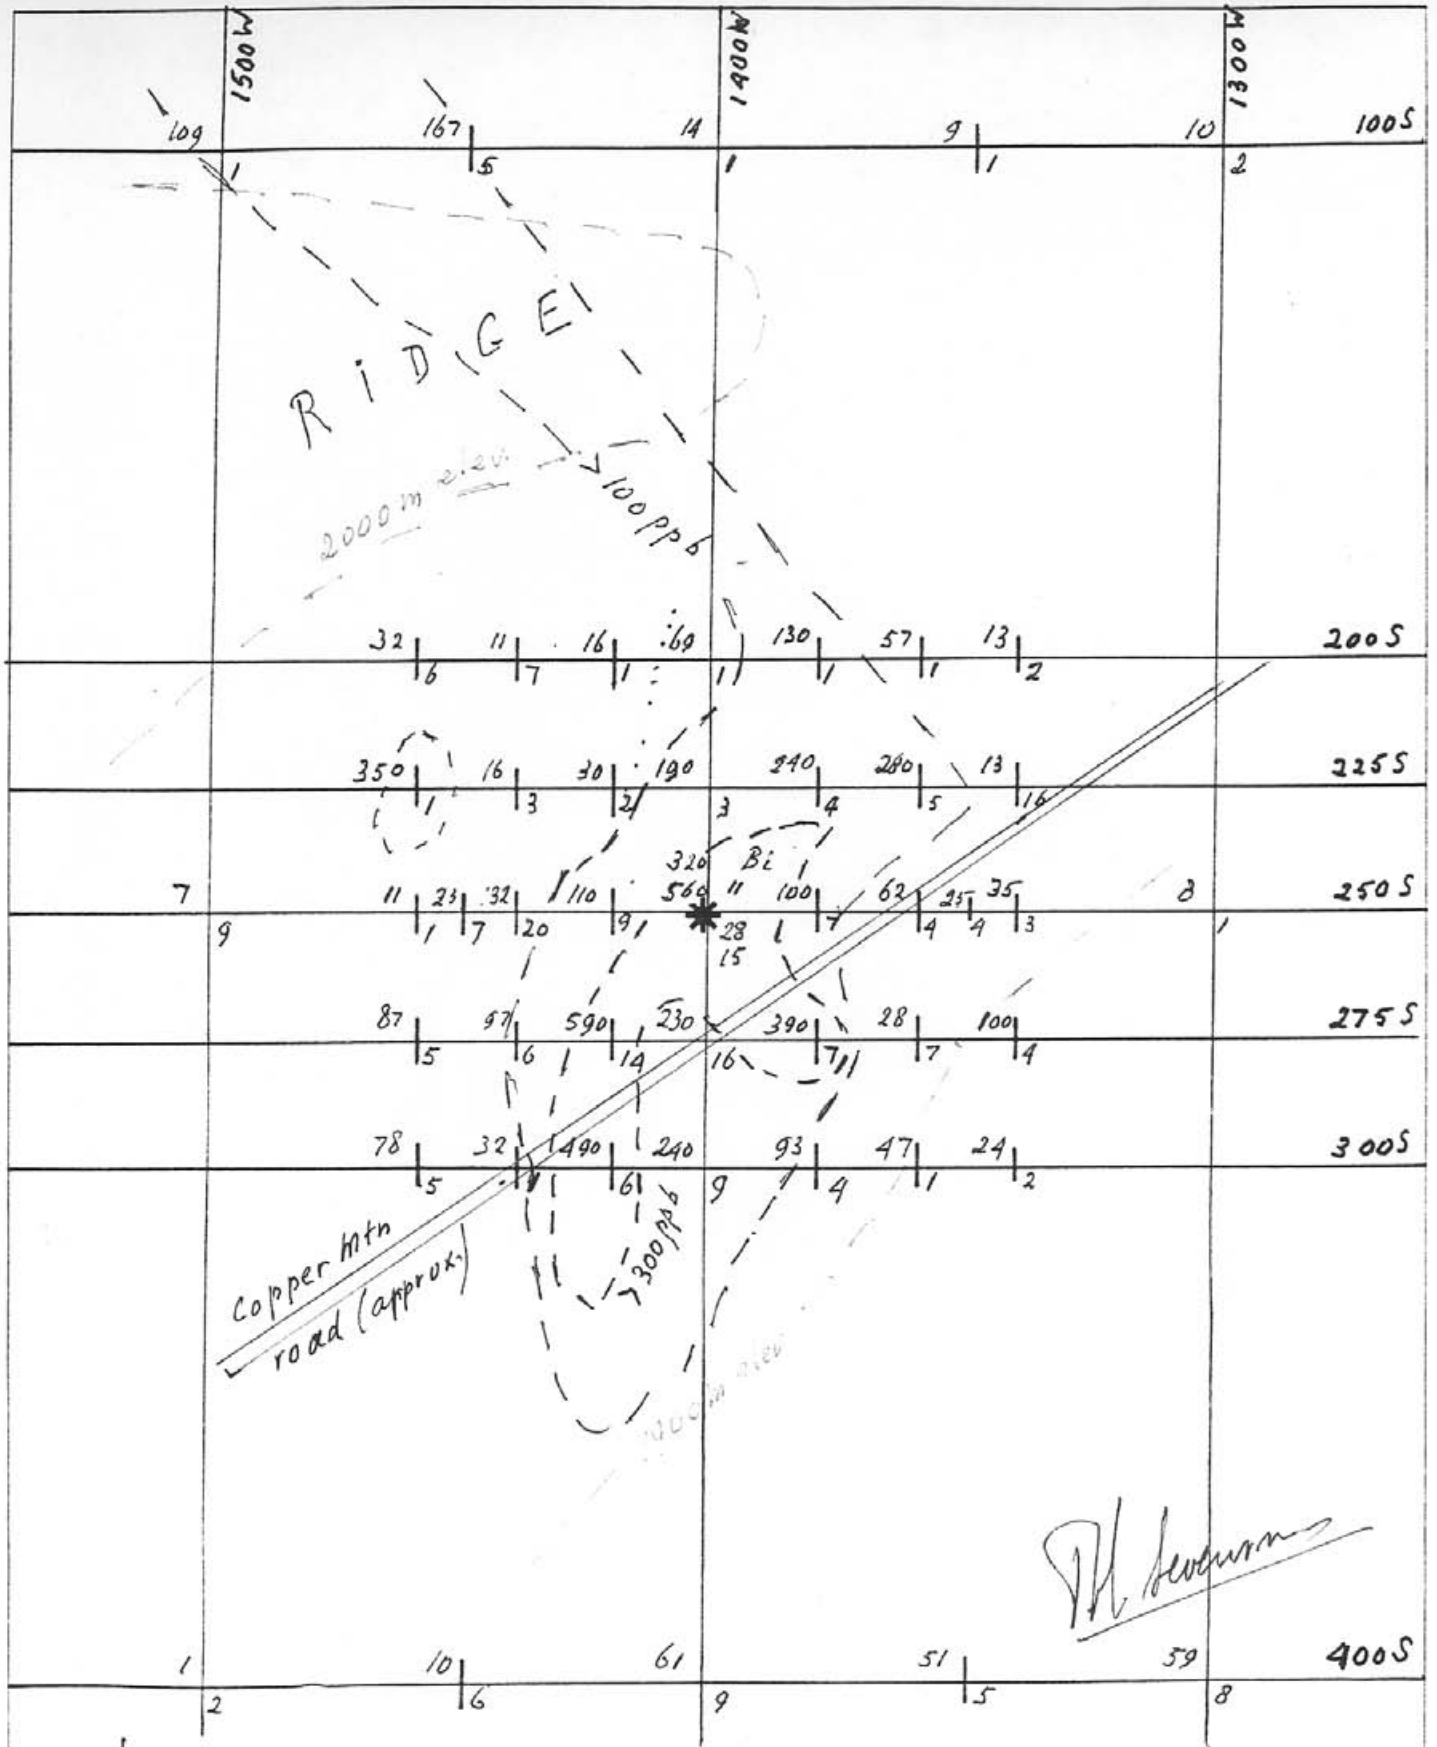 1500W 1400W 1300W
109 167 14 9 10 100S
1 5 1 1 2
RIDGE
2000m elev.
100ppb
32 11 16 69 130 57 13 200S
6 7 1 1 1 1 2
350 16 30 190 240 280 13 225S
1 3 2 3 4 5 16
320 Bi
7 11 23 32 110 560 11 100 62 25 35 8 250S
9 1 7 20 9 28 7 4 4 3 1
15
87 97 590 230 390 28 100 275S
5 6 14 16 7 7 4
78 32 490 240 93 47 24 300S
5 6 9 4 1 2
300ppb
Copper Mtn
road (approx.)
elev
1 10 61 51 59 400S
2 6 9 5 8